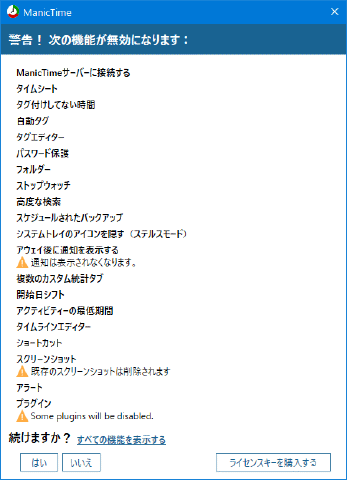 ManicTime
警告！ 次の機能が無効になります：
ManicTimeサーバーに接続する
タイムシート
タグ付けしてない時間
自動タグ
タグエディター
パスワード保護
フォルダー
ストップウォッチ
高度な検索
スケジュールされたバックアップ
システムトレイのアイコンを隠す（ステルスモード）
アウェイ後に通知を表示する
通知は表示されなくなります。
複数のカスタム統計タブ
開始日シフト
アクティビティーの最低期間
タイムラインエディター
ショートカット
スクリーンショット
既存のスクリーンショットは削除されます
アラート
プラグイン
Some plugins will be disabled.
続けますか？ すべての機能を表示する
はい いいえ ライセンスキーを購入する